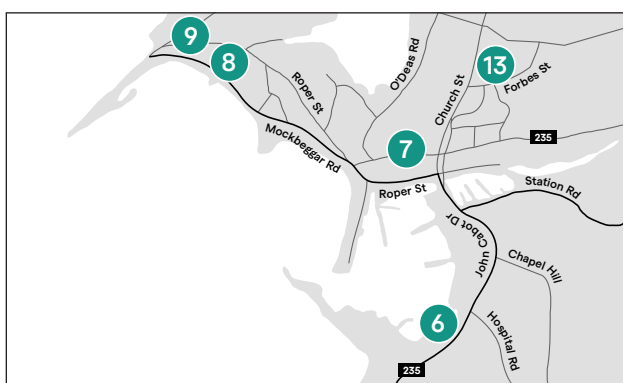 9
8
13
Roper St
O'Deas Rd
Church St
Forbes St
Mockbeggar Rd
7
235
Roper St
Station Rd
John Cabot Dr
Chapel Hill
6
Hospital Rd
235